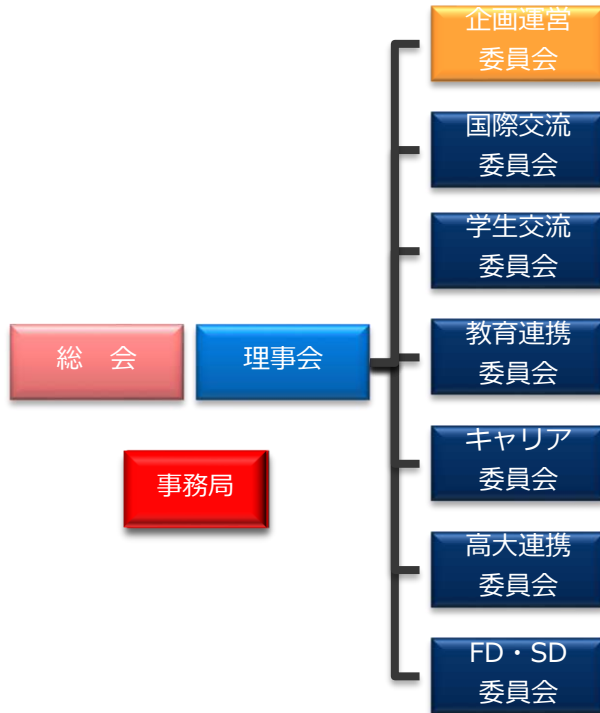 企画運営
委員会
国際交流
委員会
学生交流
委員会
総　会
理事会
教育連携
委員会
キャリア
委員会
事務局
高大連携
委員会
FD・SD
委員会